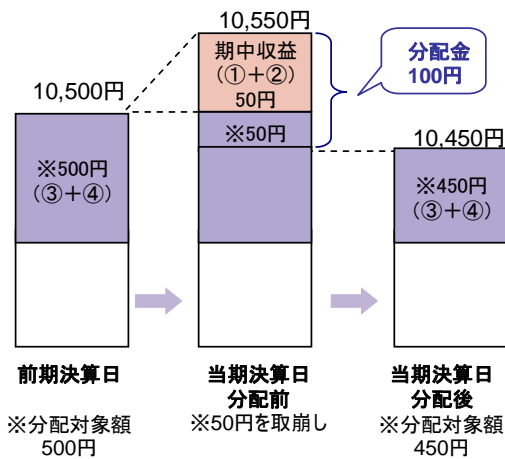 10,550円
期中収益
(①+②)
50円
分配金
100円
10,500円
※50円
10,450円
※500円
(③+④)
※450円
(③+④)
前期決算日
※分配対象額
500円
当期決算日
分配前
※50円を取崩し
当期決算日
分配後
※分配対象額
450円